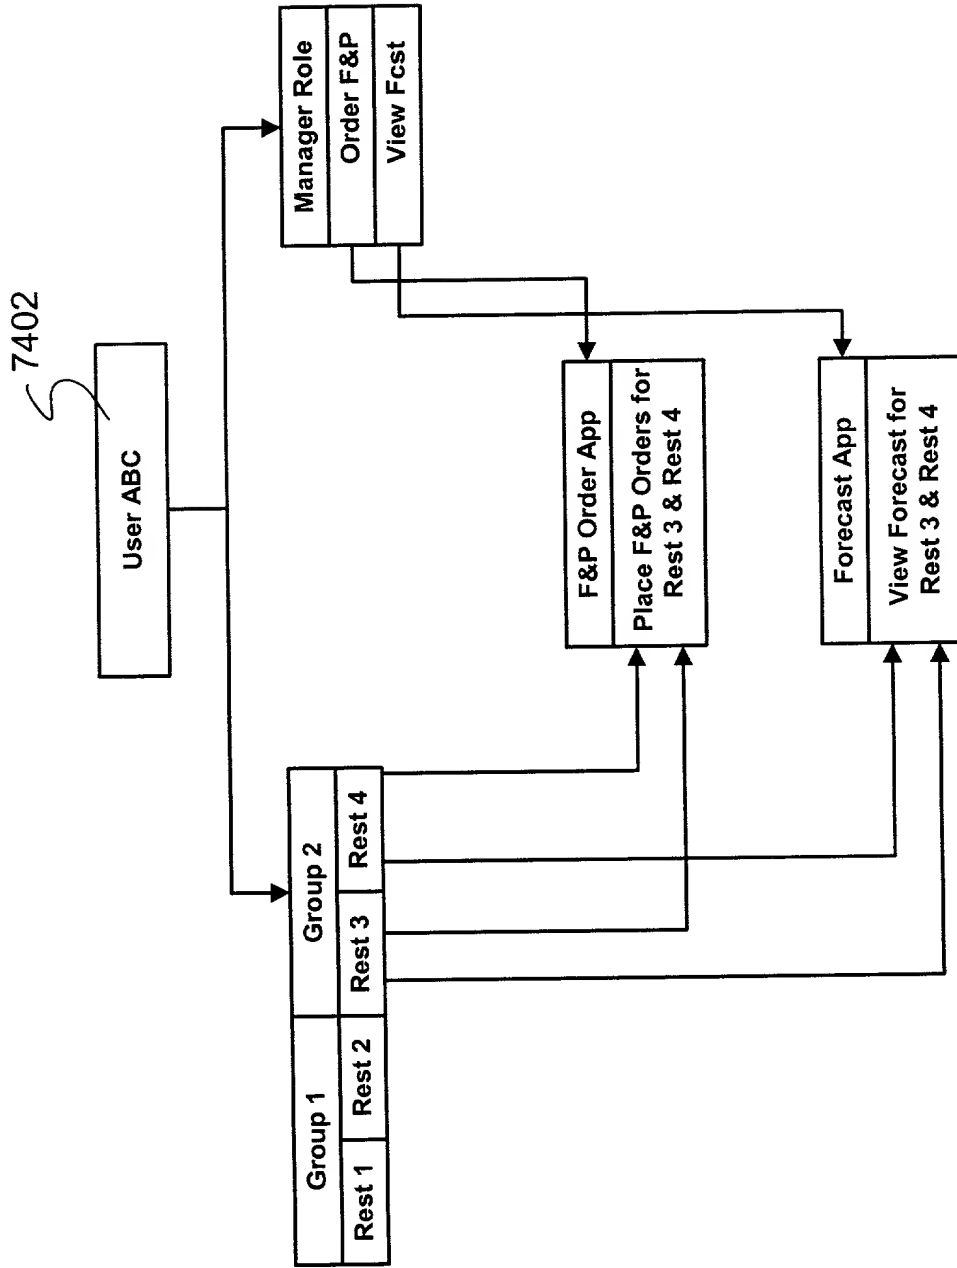 7402
User ABC
Group 1
Group 2
Rest 1
Rest 2
Rest 3
Rest 4
Manager Role
Order F&P
View Fcst
F&P Order App
Place F&P Orders for
Rest 3 & Rest 4
Forecast App
View Forecast for
Rest 3 & Rest 4